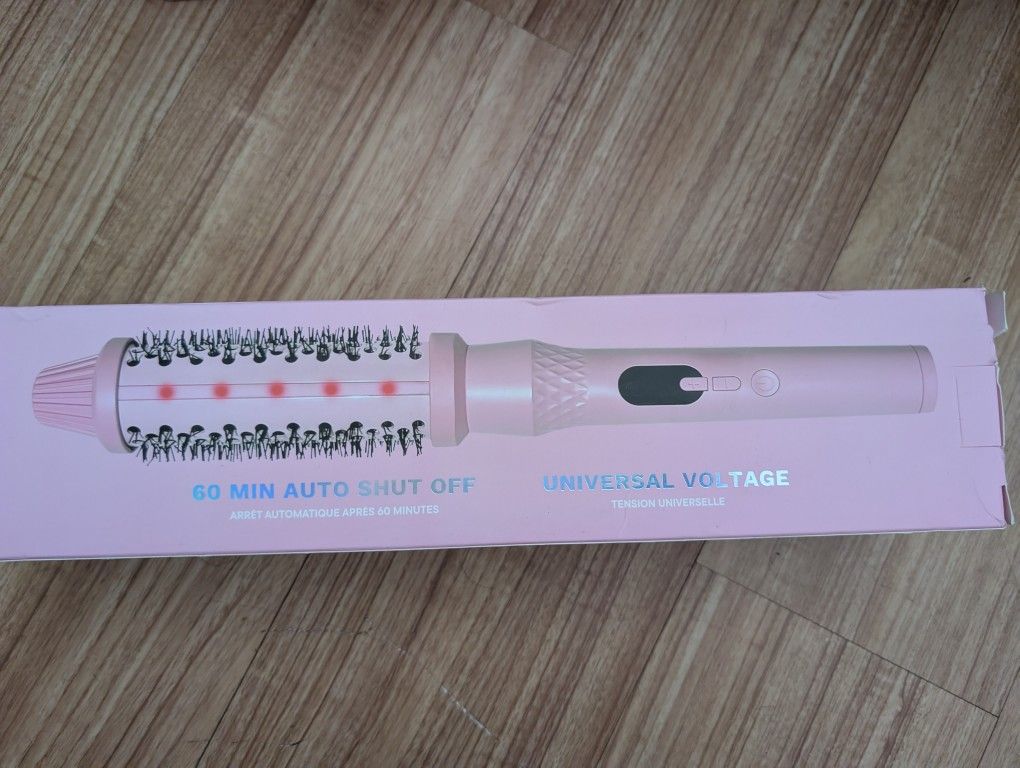 60 MIN AUTO SHUT OFF
ARRÊT AUTOMATIQUE APRÈS 60 MINUTES
UNIVERSAL VOLTAGE
TENSION UNIVERSELLE